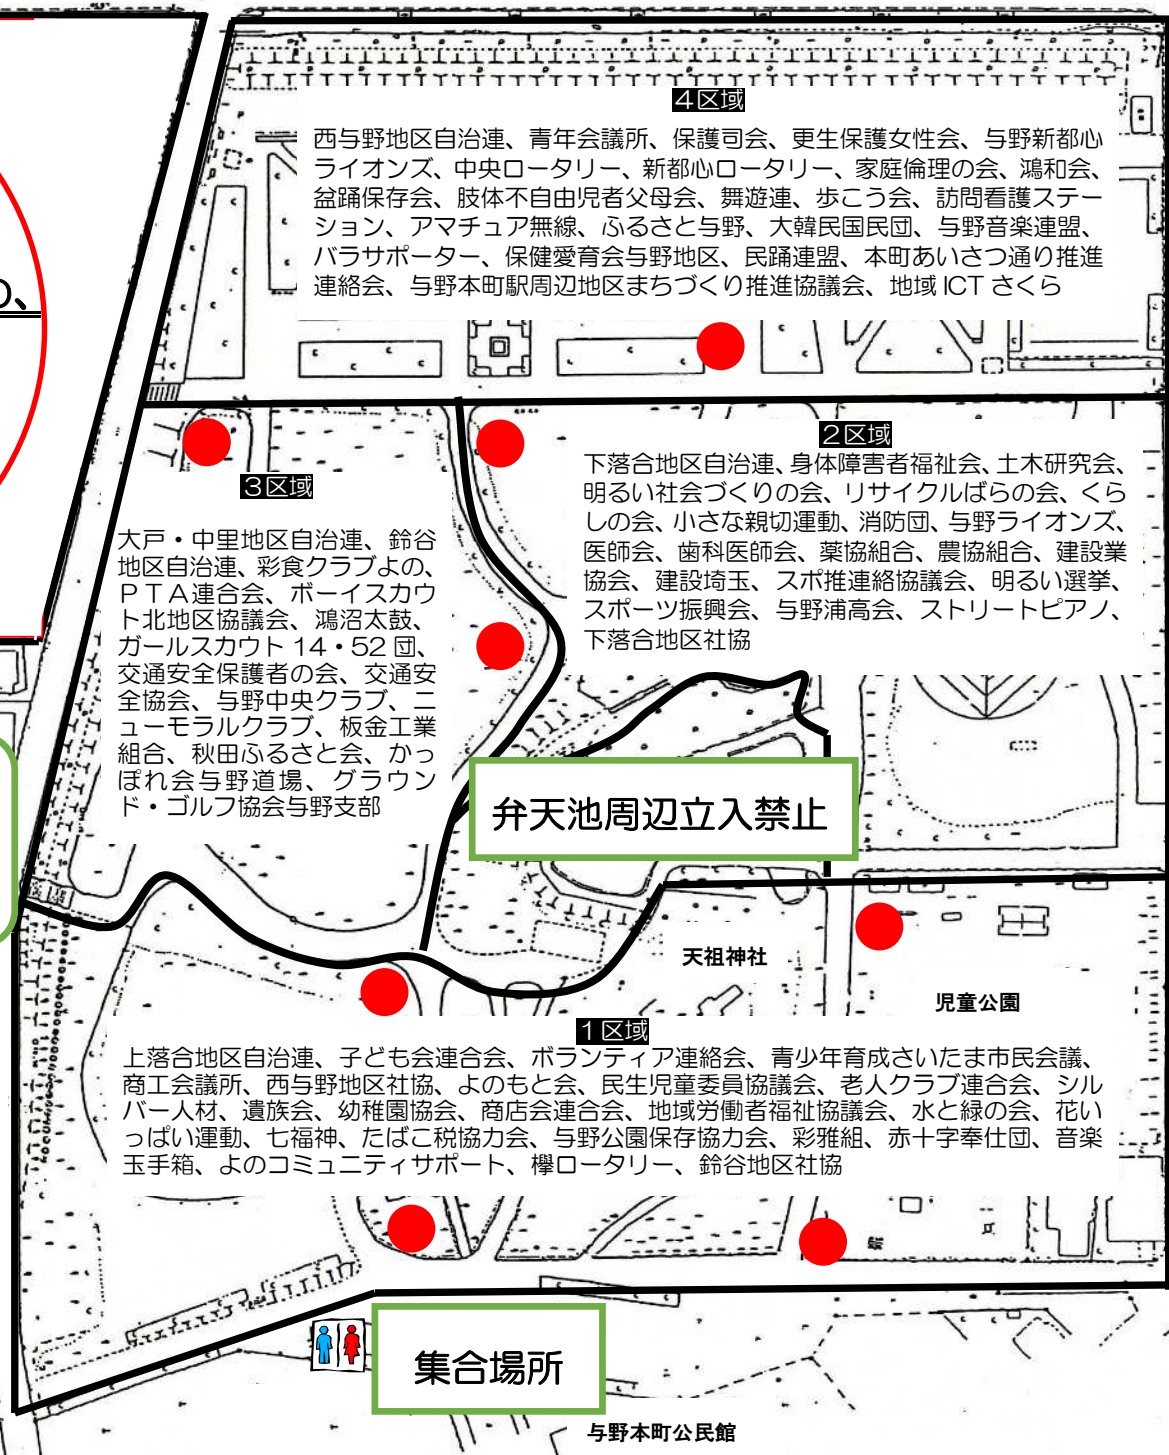 の、
4区域
西与野地区自治連、青年会議所、保護司会、更生保護女性会、与野新都心
ライオンズ、中央ロータリー、新都心ロータリー、家庭倫理の会、鴻和会、
盆踊保存会、肢体不自由児者父母会、舞遊連、歩こう会、訪問看護ステー
ション、アマチュア無線、ふるさと与野、大韓民国民団、与野音楽連盟、
バラサポーター、保健愛育会与野地区、民踊連盟、本町あいさつ通り推進
連絡会、与野本町駅周辺地区まちづくり推進協議会、地域 ICT さくら
2区域
下落合地区自治連、身体障害者福祉会、土木研究会、
明るい社会づくりの会、リサイクルばらの会、くら
しの会、小さな親切運動、消防団、与野ライオンズ、
医師会、歯科医師会、薬協組合、農協組合、建設業
協会、建設埼玉、スポ推連絡協議会、明るい選挙、
スポーツ振興会、与野浦高会、ストリートピアノ、
下落合地区社協
3区域
大戸・中里地区自治連、鈴谷
地区自治連、彩食クラブよの、
PTA連合会、ボーイスカウ
ト北地区協議会、鴻沼太鼓、
ガールスカウト 14・52 団、
交通安全保護者の会、交通安
全協会、与野中央クラブ、ニ
ューモラルクラブ、板金工業
組合、秋田ふるさと会、かっ
ぽれ会与野道場、グラウン
ド・ゴルフ協会与野支部
弁天池周辺立入禁止
天祖神社
児童公園
1区域
上落合地区自治連、子ども会連合会、ボランティア連絡会、青少年育成さいたま市民会議、
商工会議所、西与野地区社協、よのもと会、民生児童委員協議会、老人クラブ連合会、シル
バー人材、遺族会、幼稚園協会、商店会連合会、地域労働者福祉協議会、水と緑の会、花い
っぱい運動、七福神、たばこ税協力会、与野公園保存協力会、彩雅組、赤十字奉仕団、音楽
玉手箱、よのコミュニティサポート、欅ロータリー、鈴谷地区社協
集合場所
与野本町公民館